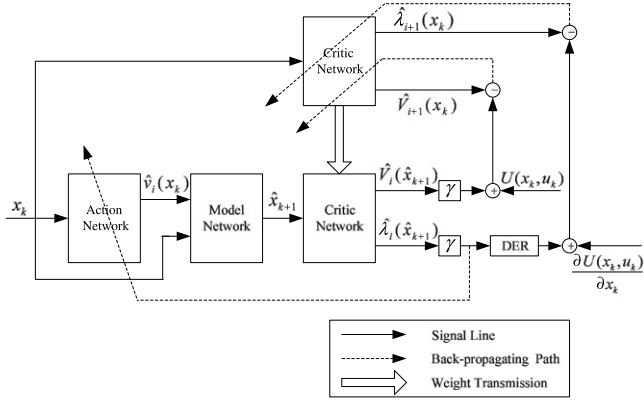 λ̂_{i+1}(x_k)
−
Critic
Network
−
V̂_{i+1}(x_k)
v̂_i(x_k)
V̂_i(x̂_{k+1})
γ
+
U(x_k, u_k)
x_k
Action
Network
Model
Network
x̂_{k+1}
Critic
Network
λ̂_i(x̂_{k+1})
γ
DER
+
∂U(x_k, u_k)
∂x_k
Signal Line
Back-propagating Path
Weight Transmission